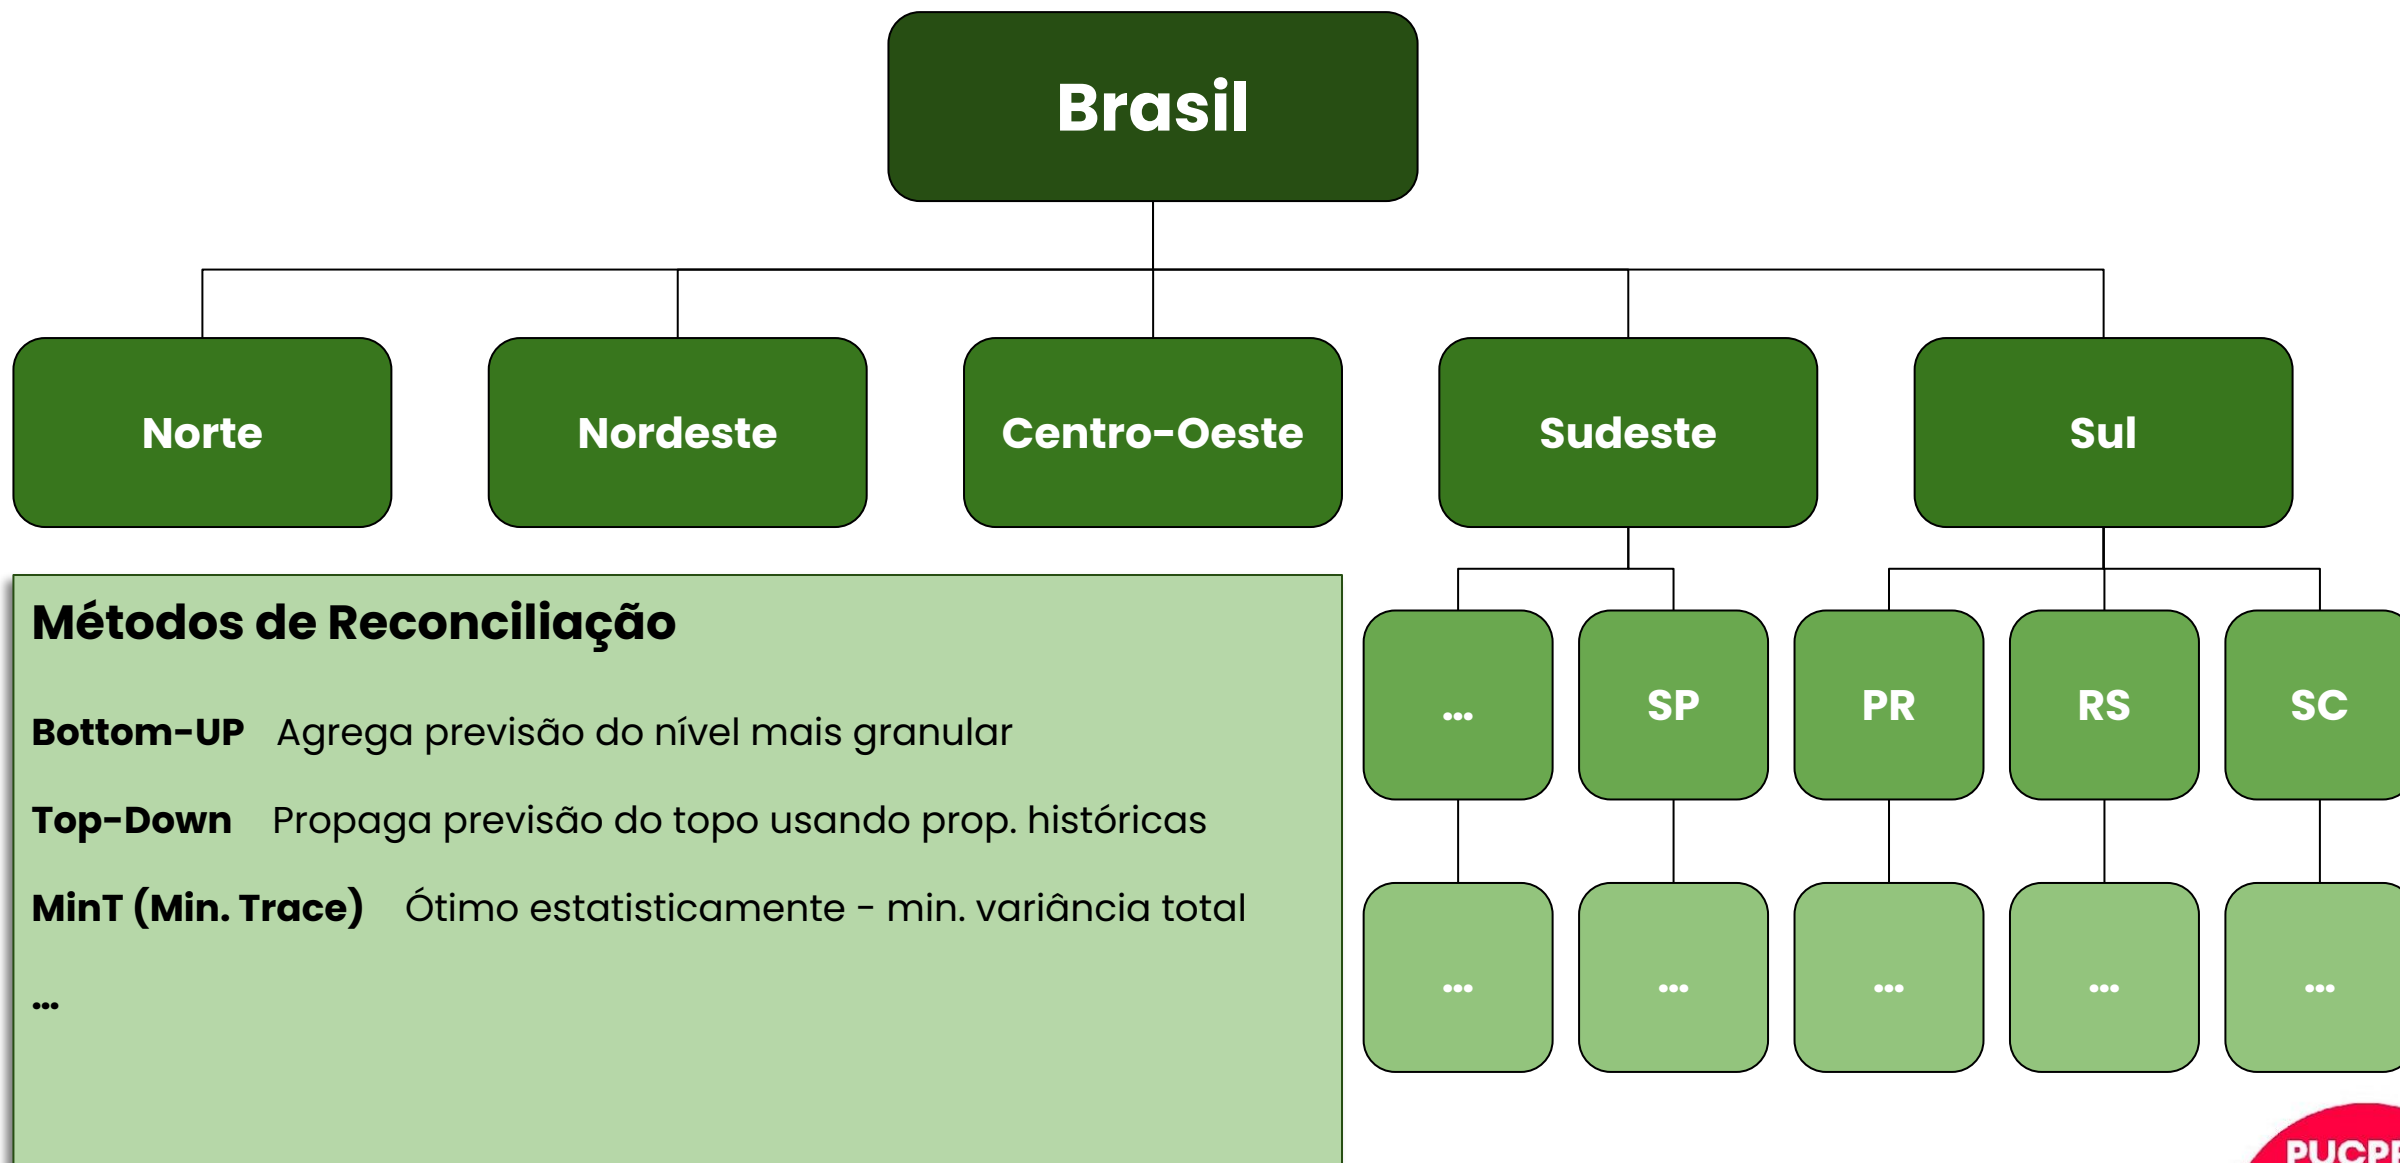 Brasil
Norte
Nordeste
Centro-Oeste
Sudeste
Sul
Métodos de Reconciliação
Bottom-UP Agrega previsão do nível mais granular
Top-Down Propaga previsão do topo usando prop. históricas
MinT (Min. Trace) Ótimo estatisticamente - min. variância total
...
... SP PR RS SC
... ... ... ... ...